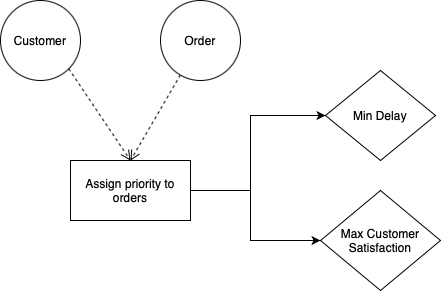 Customer
Order
Min Delay
Assign priority to
orders
Max Customer
Satisfaction